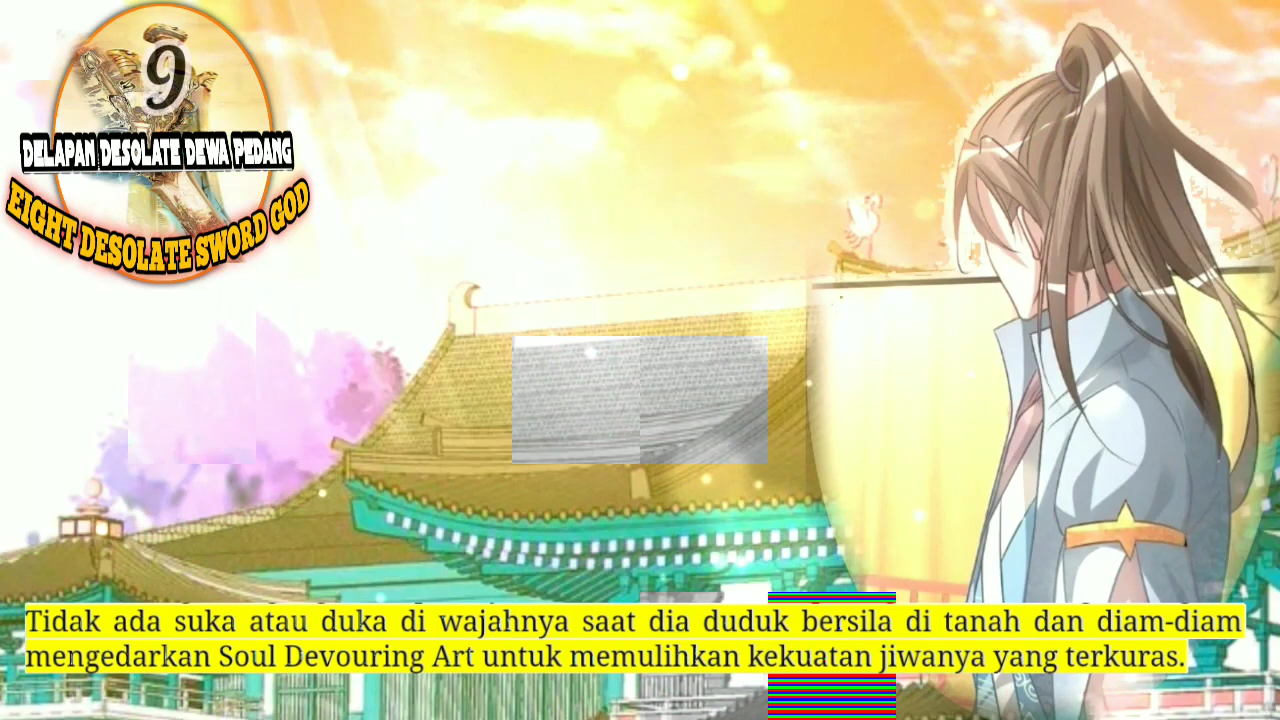 9
DELAPAN DESOLATE DEWA PEDANG
EIGHT DESOLATE SWORD GOD
Tidak ada suka atau duka di wajahnya saat dia duduk bersila di tanah dan diam-diam
mengedarkan Soul Devouring Art untuk memulihkan kekuatan jiwanya yang terkuras.